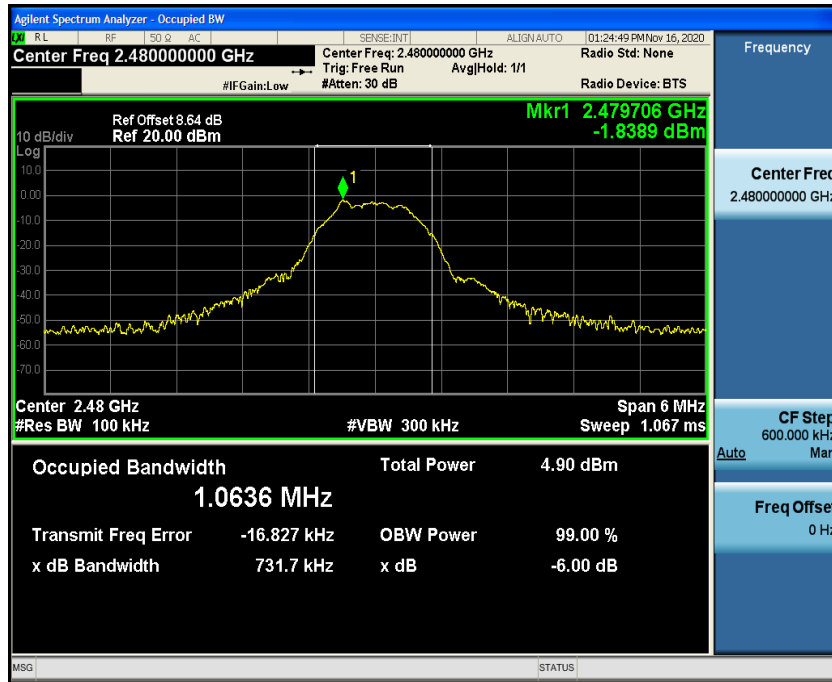 Agilent Spectrum Analyzer - Occupied BW
LXI RL RF 50 Ω AC SENSE:INT ALIGN AUTO 01:24:49 PM Nov 16, 2020
Center Freq 2.480000000 GHz Center Freq: 2.480000000 GHz Radio Std: None
Trig: Free Run Avg|Hold: 1/1
#IFGain:Low #Atten: 30 dB Radio Device: BTS
Frequency
Mkr1 2.479706 GHz
-1.8389 dBm
Ref Offset 8.64 dB
10 dB/div Ref 20.00 dBm
Log
10.0
0.00
-10.0
-20.0
-30.0
-40.0
-50.0
-60.0
-70.0
1
Center 2.48 GHz Span 6 MHz
#Res BW 100 kHz #VBW 300 kHz Sweep 1.067 ms
Occupied Bandwidth Total Power 4.90 dBm
1.0636 MHz
Transmit Freq Error -16.827 kHz OBW Power 99.00 %
x dB Bandwidth 731.7 kHz x dB -6.00 dB
Center Freq
2.480000000 GHz
CF Step
600.000 kHz
Auto Man
Freq Offset
0 Hz
MSG STATUS